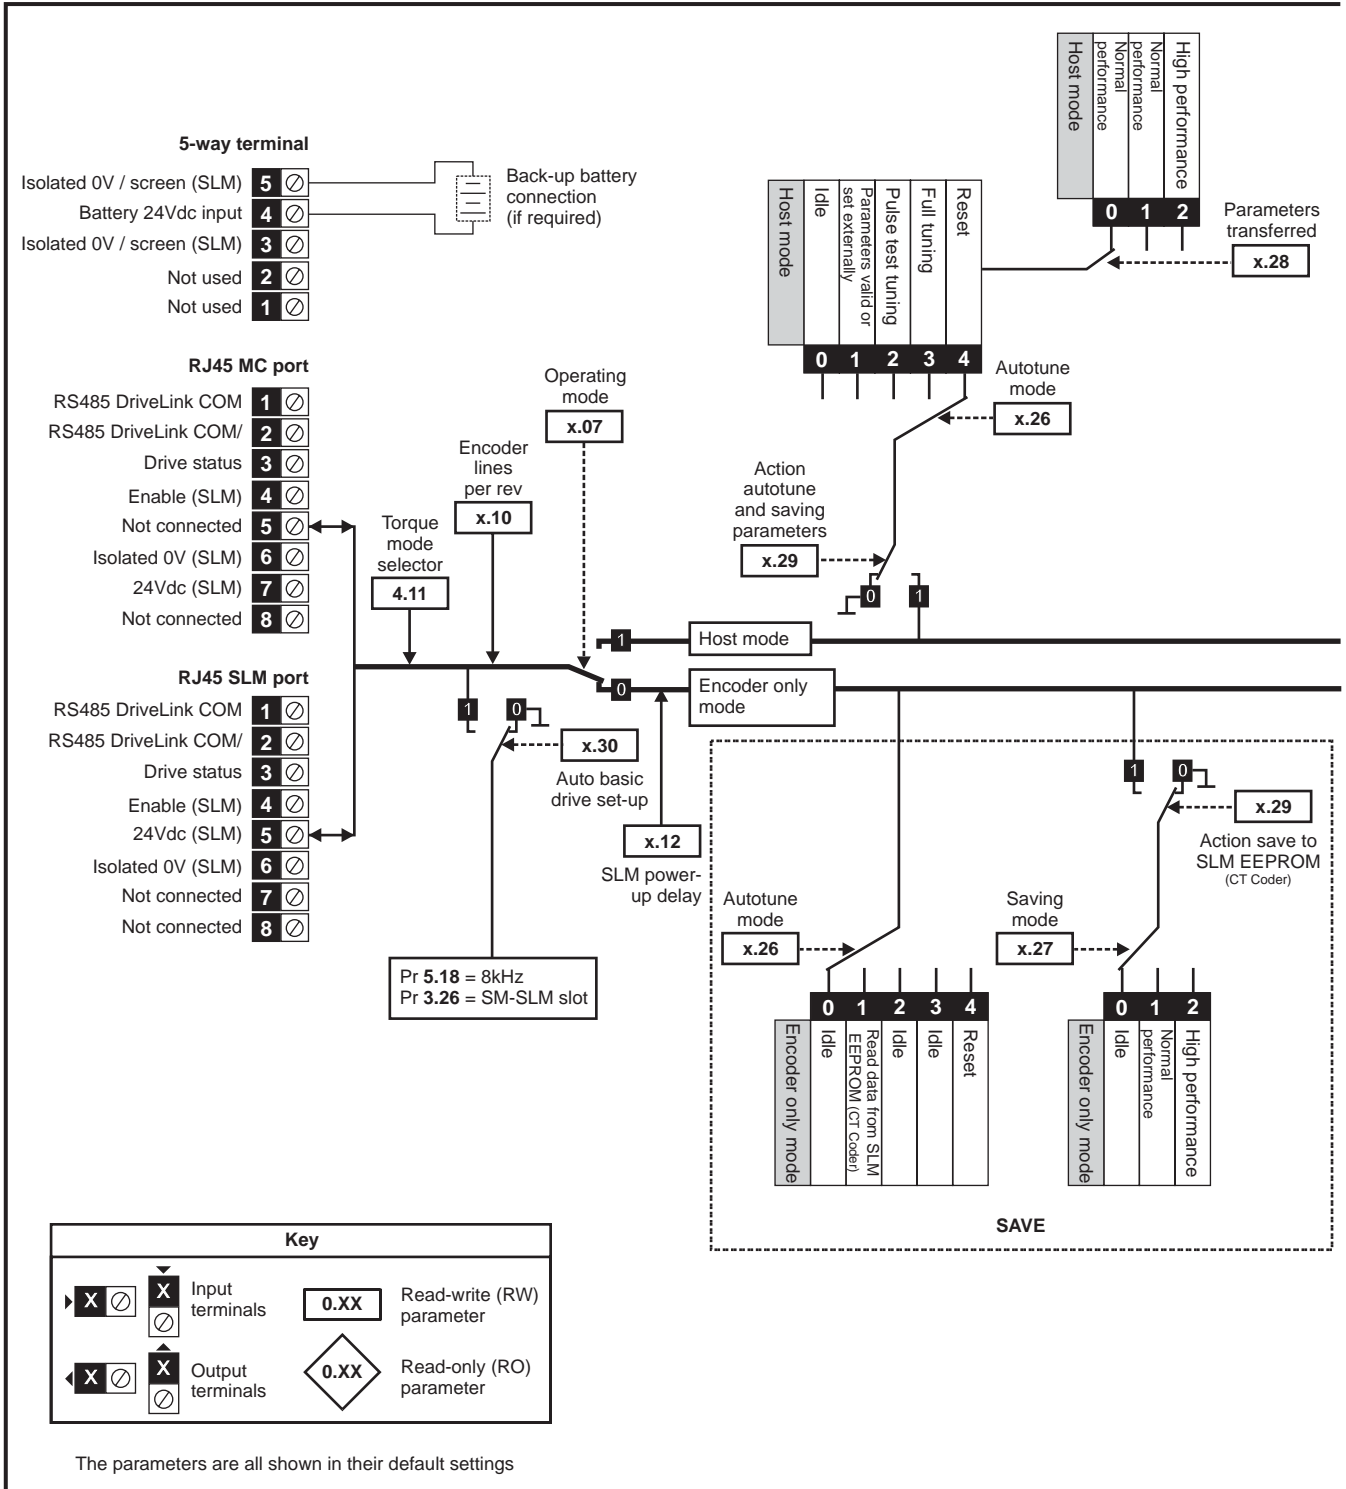 5-way terminal
Isolated 0V / screen (SLM) 5
Battery 24Vdc input 4
Isolated 0V / screen (SLM) 3
Not used 2
Not used 1
Back-up battery
connection
(if required)
RJ45 MC port
RS485 DriveLink COM 1
RS485 DriveLink COM/ 2
Drive status 3
Enable (SLM) 4
Not connected 5
Isolated 0V (SLM) 6
24Vdc (SLM) 7
Not connected 8
RJ45 SLM port
RS485 DriveLink COM 1
RS485 DriveLink COM/ 2
Drive status 3
Enable (SLM) 4
24Vdc (SLM) 5
Isolated 0V (SLM) 6
Not connected 7
Not connected 8
Torque
mode
selector
4.11
Encoder
lines
per rev
x.10
Operating
mode
x.07
1
0
Host mode
Encoder only
mode
1 0
x.30
Auto basic
drive set-up
Pr 5.18 = 8kHz
Pr 3.26 = SM-SLM slot
x.12
SLM power-
up delay
Host mode
Normal
performance
Normal
performance
High performance
0 1 2
Parameters
transferred
x.28
Host mode
Idle
Parameters valid or
set externally
Pulse test tuning
Full tuning
Reset
0 1 2 3 4
Autotune
mode
x.26
Action
autotune
and saving
parameters
x.29
0 1
1 0
x.29
Action save to
SLM EEPROM
(CT Coder)
Autotune
mode
x.26
Saving
mode
x.27
0 1 2 3 4
Encoder only mode
Idle
Read data from SLM
EEPROM (CT Coder)
Idle
Idle
Reset
0 1 2
Encoder only mode
Idle
Normal
performance
High performance
SAVE
Key
X
X
Input
terminals
0.XX
Read-write (RW)
parameter
X
X
Output
terminals
0.XX
Read-only (RO)
parameter
The parameters are all shown in their default settings